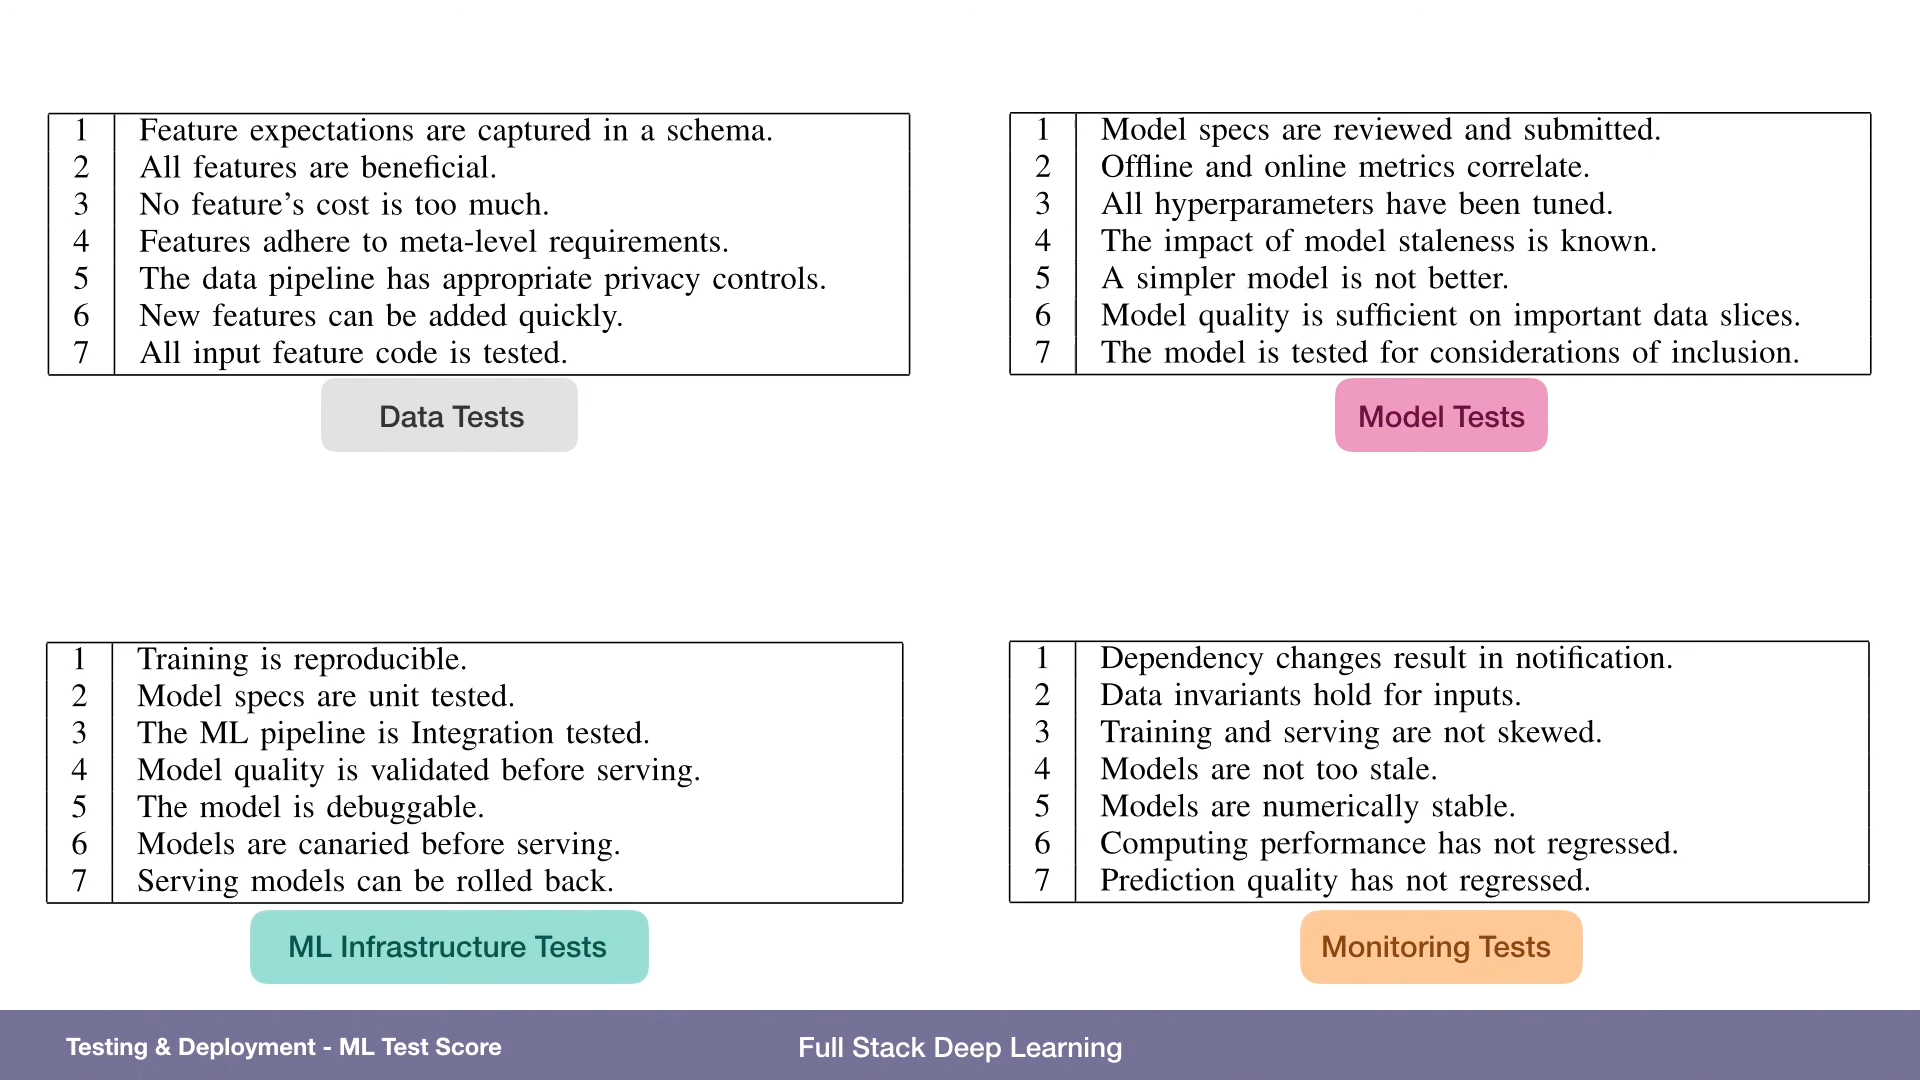 1 Feature expectations are captured in a schema.
2 All features are beneficial.
3 No feature’s cost is too much.
4 Features adhere to meta-level requirements.
5 The data pipeline has appropriate privacy controls.
6 New features can be added quickly.
7 All input feature code is tested.
Data Tests
1 Model specs are reviewed and submitted.
2 Offline and online metrics correlate.
3 All hyperparameters have been tuned.
4 The impact of model staleness is known.
5 A simpler model is not better.
6 Model quality is sufficient on important data slices.
7 The model is tested for considerations of inclusion.
Model Tests
1 Training is reproducible.
2 Model specs are unit tested.
3 The ML pipeline is Integration tested.
4 Model quality is validated before serving.
5 The model is debuggable.
6 Models are canaried before serving.
7 Serving models can be rolled back.
ML Infrastructure Tests
1 Dependency changes result in notification.
2 Data invariants hold for inputs.
3 Training and serving are not skewed.
4 Models are not too stale.
5 Models are numerically stable.
6 Computing performance has not regressed.
7 Prediction quality has not regressed.
Monitoring Tests
Testing & Deployment - ML Test Score
Full Stack Deep Learning